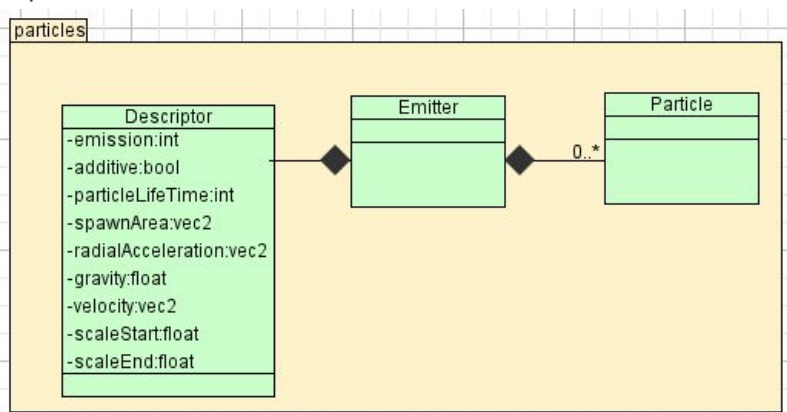 particles
Descriptor
-emission:int
-additive:bool
-particleLifeTime:int
-spawnArea:vec2
-radialAcceleration:vec2
-gravity:float
-velocity:vec2
-scaleStart:float
-scaleEnd:float
Emitter
Particle
0..*